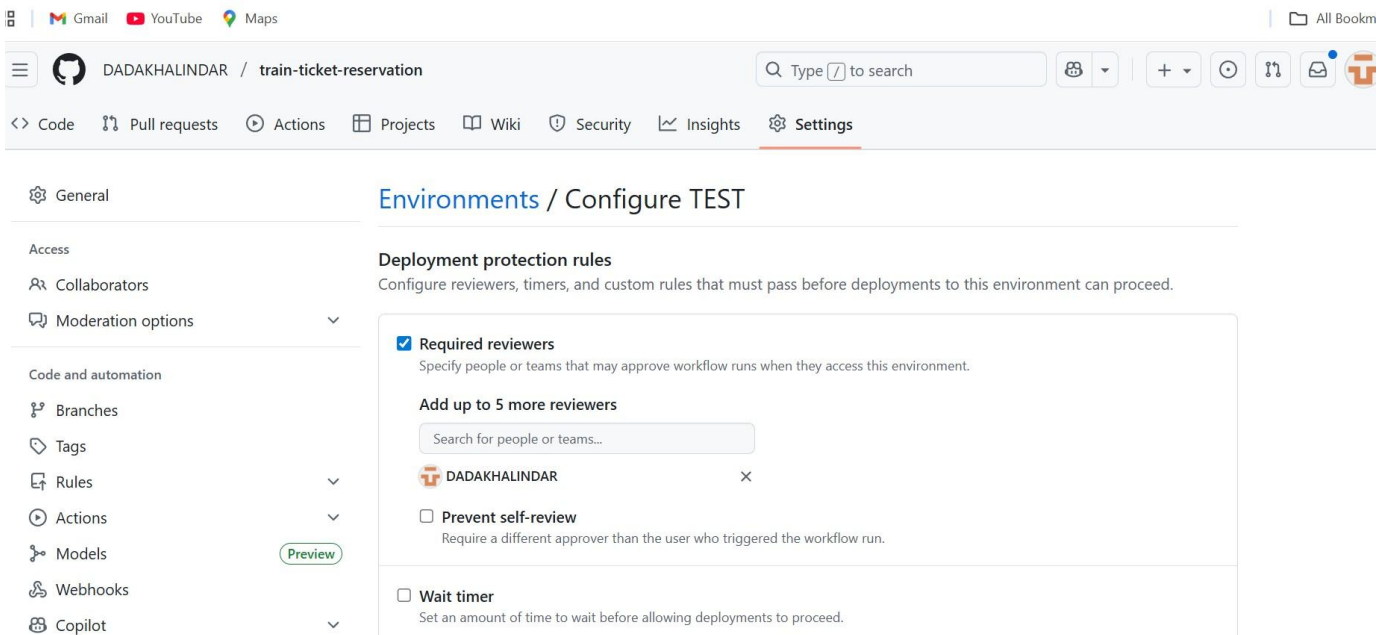 Gmail YouTube Maps All Bookm
DADAKHALINDAR / train-ticket-reservation Type / to search
Code Pull requests Actions Projects Wiki Security Insights Settings
General
Access
Collaborators
Moderation options
Code and automation
Branches
Tags
Rules
Actions
Models Preview
Webhooks
Copilot
Environments / Configure TEST
Deployment protection rules
Configure reviewers, timers, and custom rules that must pass before deployments to this environment can proceed.
Required reviewers
Specify people or teams that may approve workflow runs when they access this environment.
Add up to 5 more reviewers
Search for people or teams...
DADAKHALINDAR
Prevent self-review
Require a different approver than the user who triggered the workflow run.
Wait timer
Set an amount of time to wait before allowing deployments to proceed.